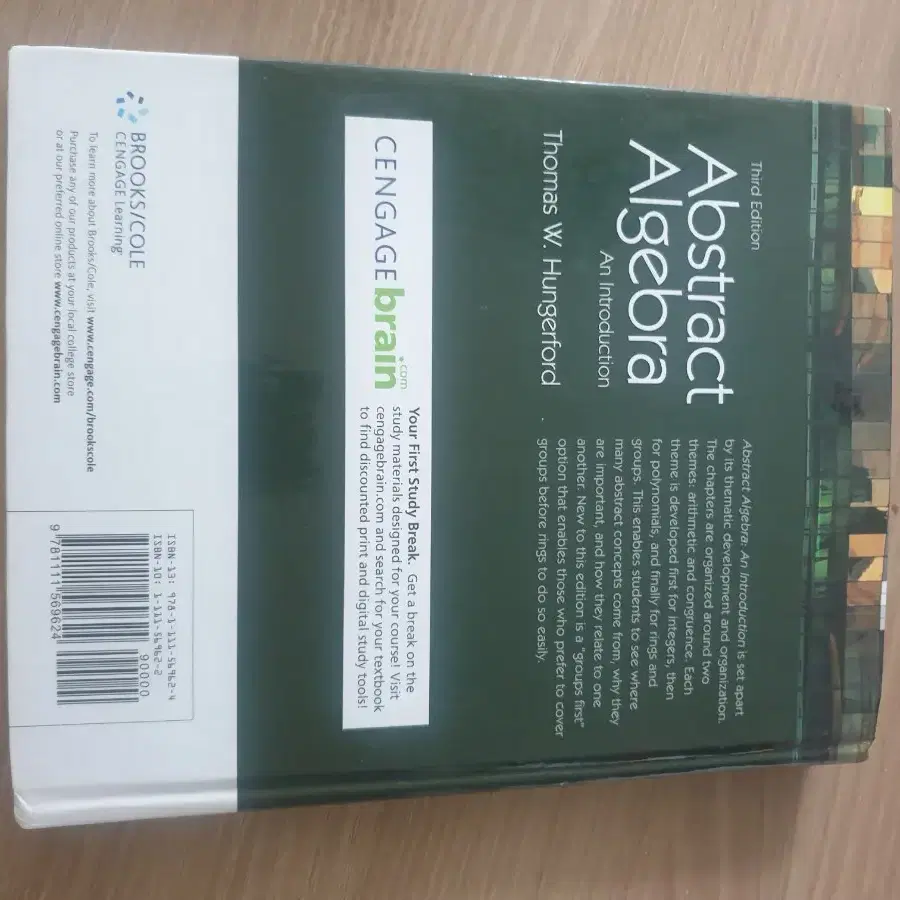 Third Edition
Abstract
Algebra
An Introduction
Thomas W. Hungerford
Abstract Algebra: An Introduction is set apart
by its thematic development and organization.
The chapters are organized around two
themes: arithmetic and congruence. Each
theme is developed first for integers, then
for polynomials, and finally for rings and
groups. This enables students to see where
many abstract concepts come from, why they
are important, and how they relate to one
another. New to this edition is a "groups first"
option that enables those who prefer to cover
groups before rings to do so easily.
CENGAGEbrain.com
Your First Study Break. Get a break on the
study materials designed for your course! Visit
cengagebrain.com and search for your textbook
to find discounted print and digital study tools!
BROOKS/COLE
CENGAGE Learning
To learn more about Brooks/Cole, visit www.cengage.com/brookscole
Purchase any of our products at your local college store
or at our preferred online store www.cengagebrain.com
ISBN-13: 978-1-111-56962-4
ISBN-10: 1-111-56962-2
90000
9 781111 569624